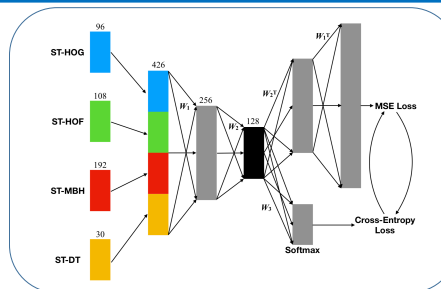 96
ST-HOG
426
W₁
256
W₂
128
W₂ᵀ
W₁ᵀ
108
ST-HOF
MSE Loss
192
ST-MBH
W₃
Cross-Entropy
Loss
30
ST-DT
Softmax